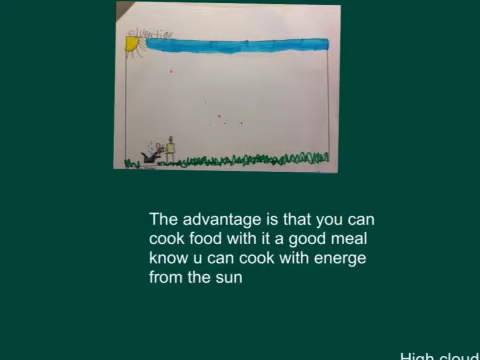 The advantage is that you can
cook food with it a good meal
know u can cook with energe
from the sun
High cloud